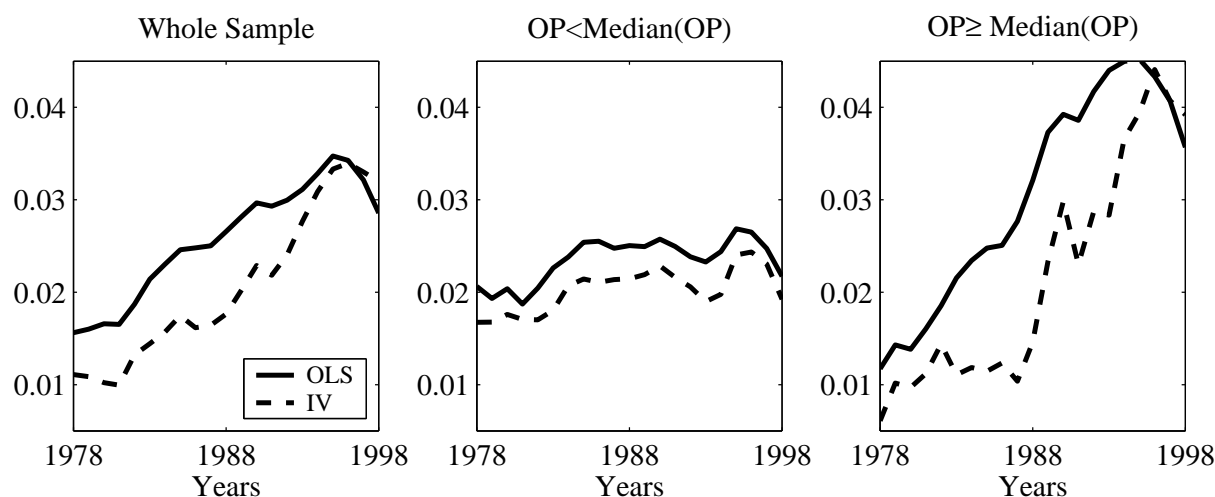 Whole Sample
OP<Median(OP)
OP≥ Median(OP)
0.04
0.03
0.02
0.01
OLS
IV
1978
1988
1998
Years
0.04
0.03
0.02
0.01
1978
1988
1998
Years
0.04
0.03
0.02
0.01
1978
1988
1998
Years